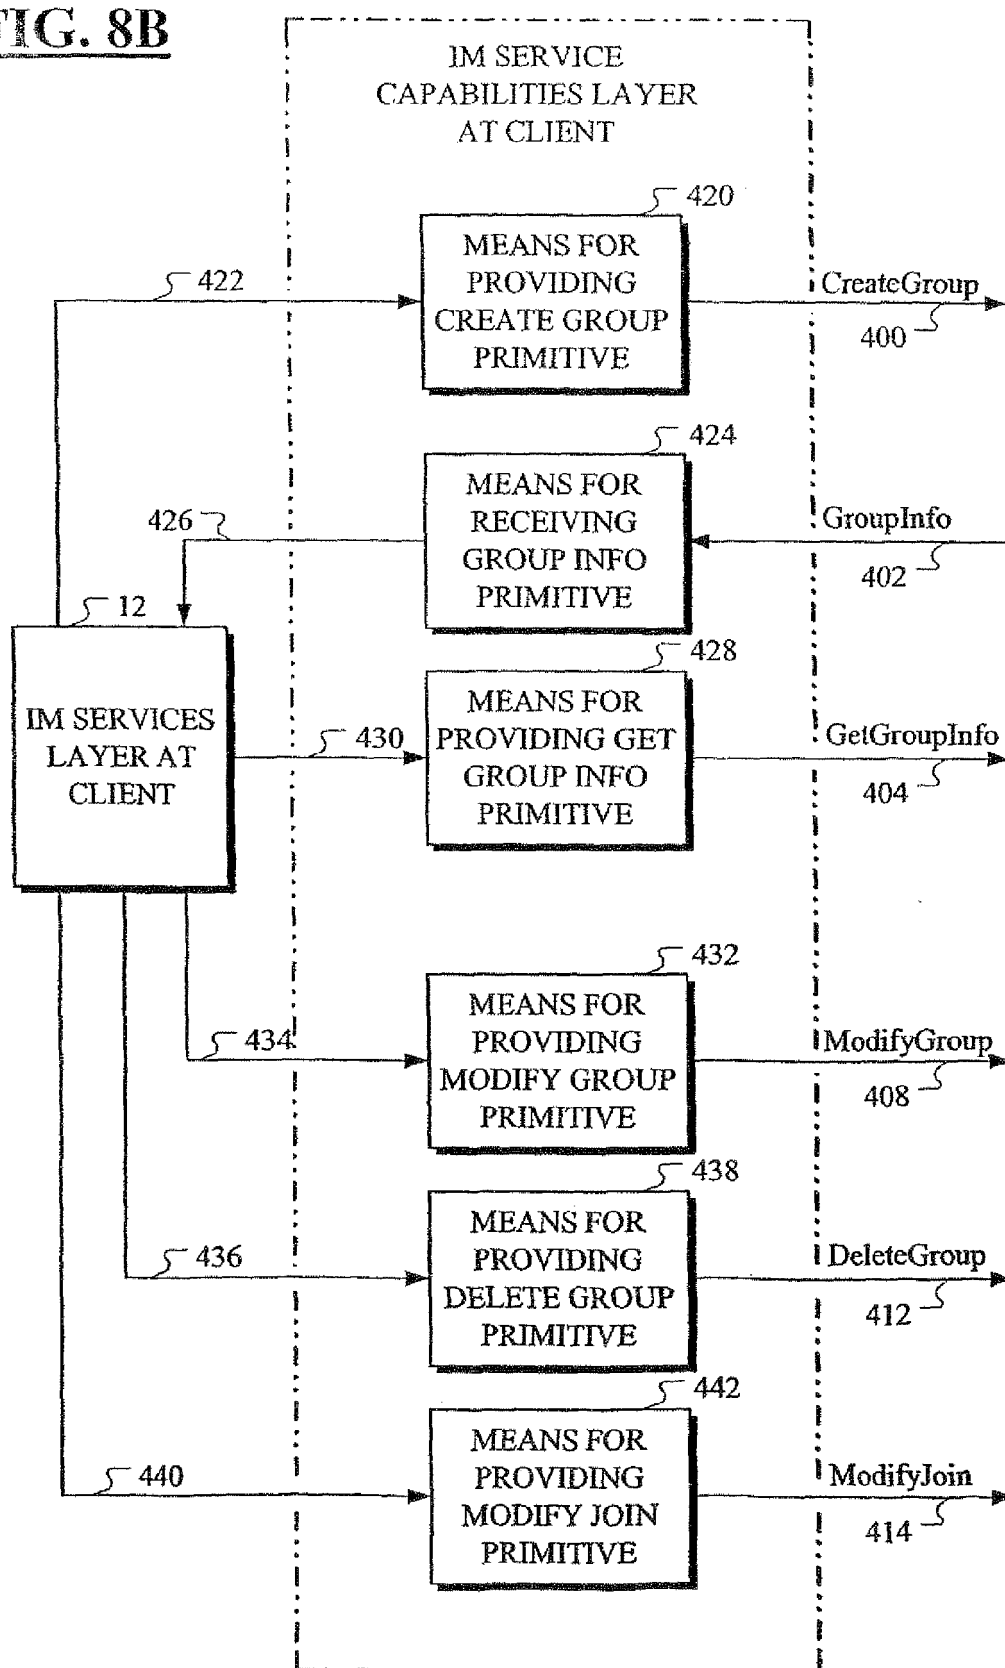 FIG. 8B
IM SERVICE
CAPABILITIES LAYER
AT CLIENT
420
MEANS FOR
PROVIDING
CREATE GROUP
PRIMITIVE
422
CreateGroup
400
424
MEANS FOR
RECEIVING
GROUP INFO
PRIMITIVE
426
GroupInfo
402
12
IM SERVICES
LAYER AT
CLIENT
428
MEANS FOR
PROVIDING GET
GROUP INFO
PRIMITIVE
430
GetGroupInfo
404
432
MEANS FOR
PROVIDING
MODIFY GROUP
PRIMITIVE
434
ModifyGroup
408
438
MEANS FOR
PROVIDING
DELETE GROUP
PRIMITIVE
436
DeleteGroup
412
442
MEANS FOR
PROVIDING
MODIFY JOIN
PRIMITIVE
440
ModifyJoin
414